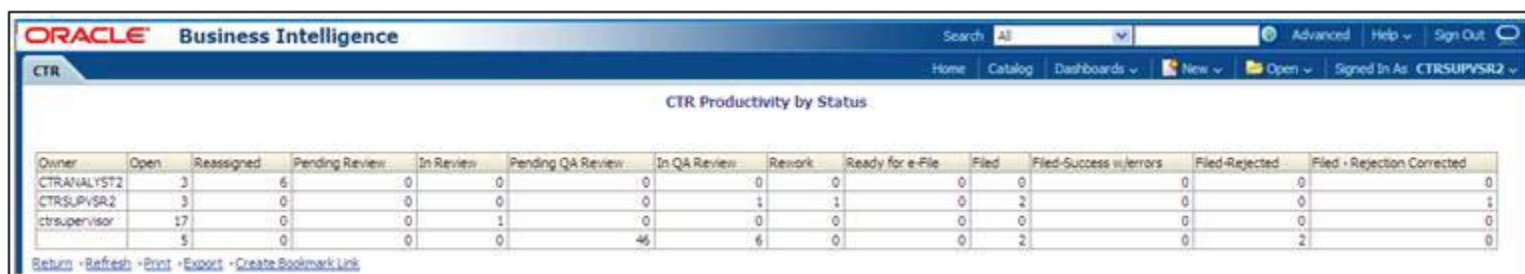 ORACLE Business Intelligence Search All Advanced Help Sign Out
CTR Home Catalog Dashboards New Open Signed In As CTRSUPVSR2
CTR Productivity by Status
Owner Open Reassigned Pending Review In Review Pending QA Review In QA Review Rework Ready for e-File Filed Filed-Success w/errors Filed-Rejected Filed - Rejection Corrected
CTRANALYST2 3 6 0 0 0 0 0 0 0 0 0 0
CTRSUPVSR2 3 0 0 0 0 1 1 0 2 0 0 1
ctrsupervisor 17 0 0 1 0 0 0 0 0 0 0 0
5 0 0 0 46 6 0 0 2 0 2 0
Return - Refresh - Print - Export - Create Bookmark Link